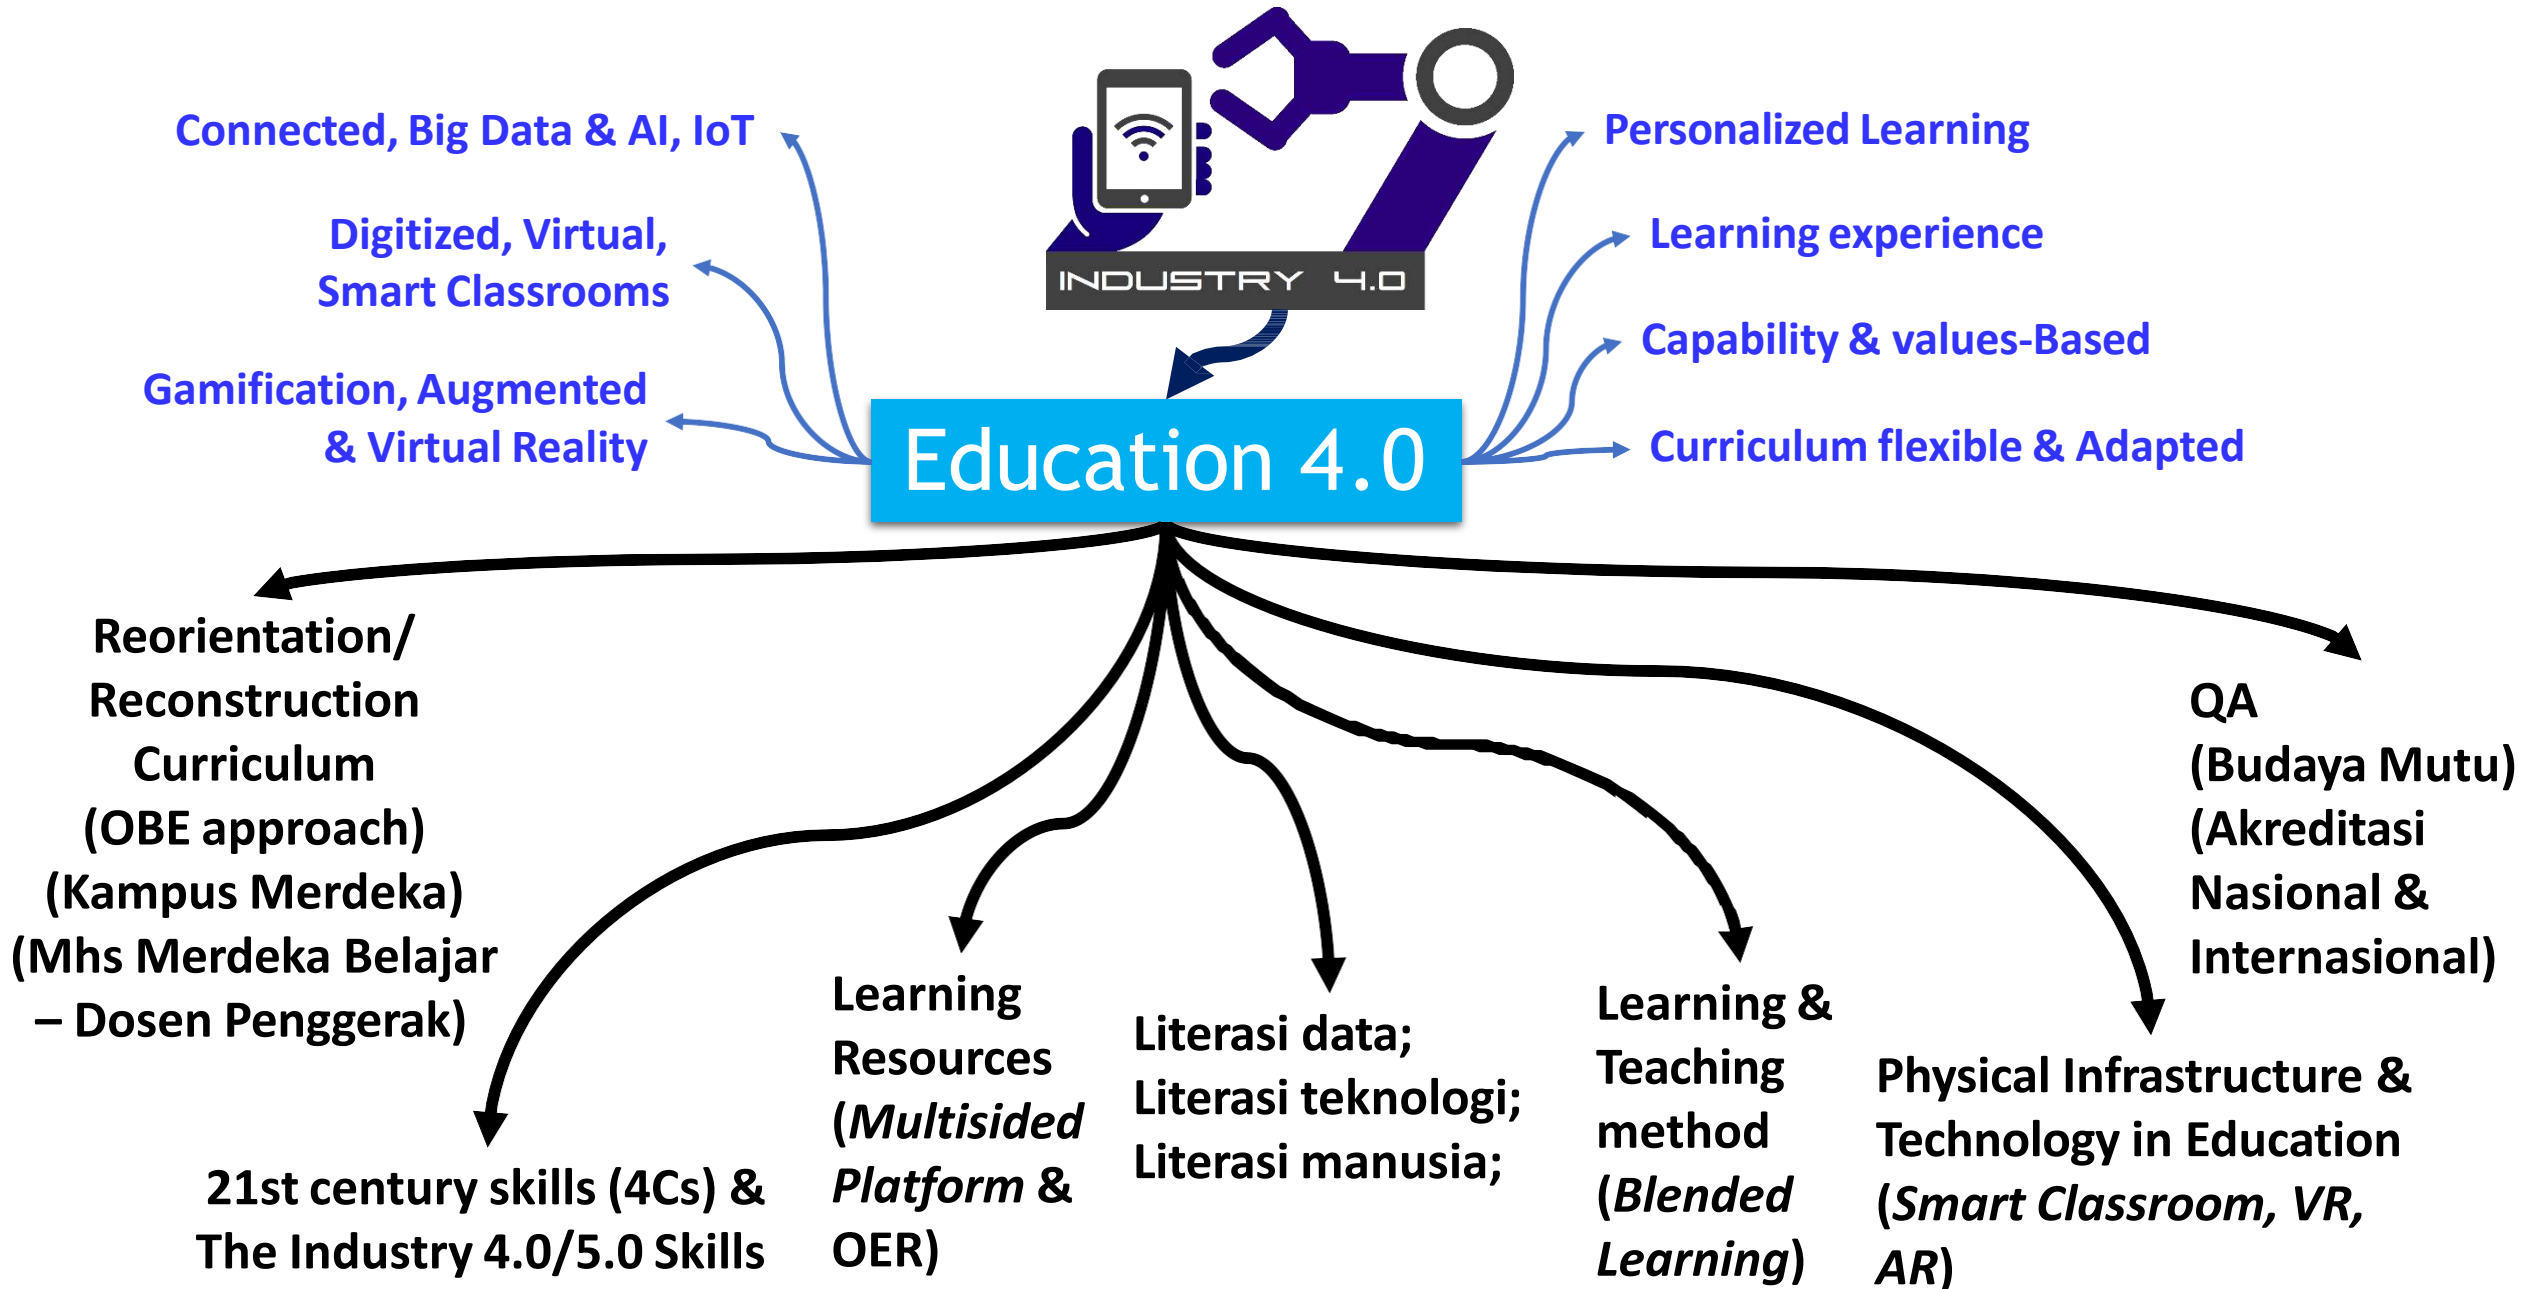 INDUSTRY 4.0
Connected, Big Data & AI, IoT
Digitized, Virtual,
Smart Classrooms
Gamification, Augmented
& Virtual Reality
Personalized Learning
Learning experience
Capability & values-Based
Curriculum flexible & Adapted
Education 4.0
Reorientation/
Reconstruction
Curriculum
(OBE approach)
(Kampus Merdeka)
(Mhs Merdeka Belajar
– Dosen Penggerak)
21st century skills (4Cs) &
The Industry 4.0/5.0 Skills
Learning
Resources
(Multisided
Platform &
OER)
Literasi data;
Literasi teknologi;
Literasi manusia;
Learning &
Teaching
method
(Blended
Learning)
Physical Infrastructure &
Technology in Education
(Smart Classroom, VR,
AR)
QA
(Budaya Mutu)
(Akreditasi
Nasional &
Internasional)